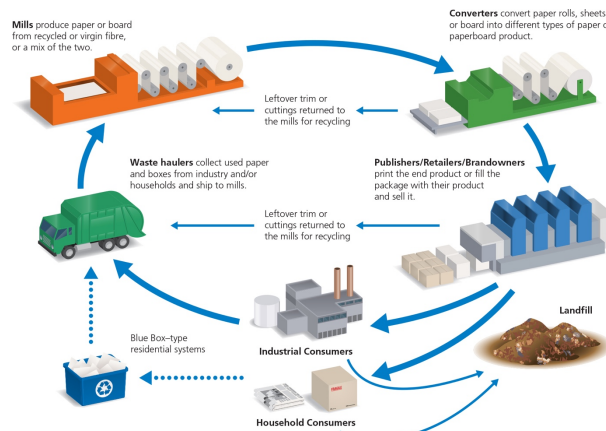 Mills produce paper or board
from recycled or virgin fibre,
or a mix of the two.
Converters convert paper rolls, sheets
or board into different types of paper
paperboard product.
Leftover trim or
cuttings returned to
the mills for recycling
Waste haulers collect used paper
and boxes from industry and/or
households and ship to mills.
Publishers/Retailers/Brandowners
print the end product or fill the
package with their product
and sell it.
Leftover trim or
cuttings returned to
the mills for recycling
Landfill
Blue Box–type
residential systems
Industrial Consumers
Household Consumers